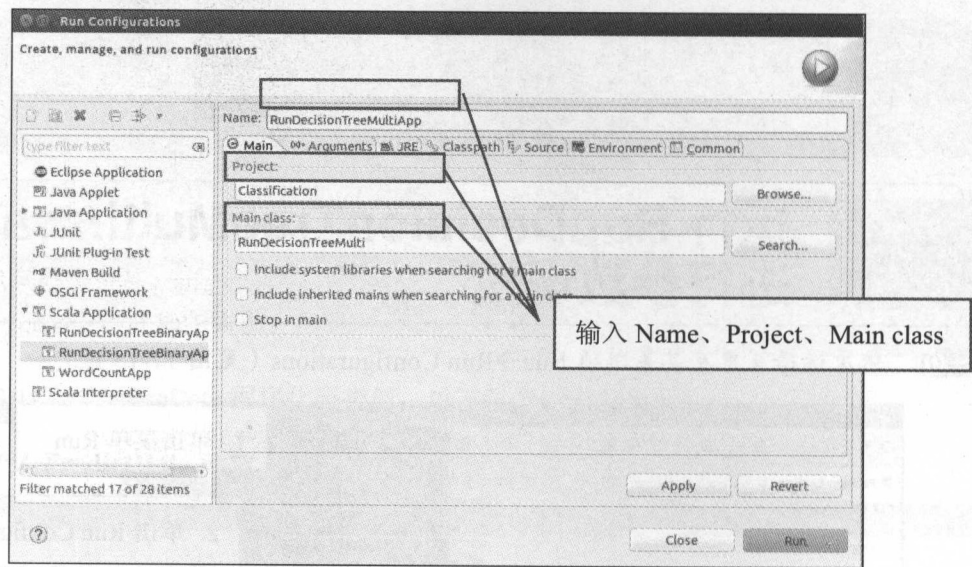 Run Configurations
Create, manage, and run configurations
type filter text
Eclipse Application
Java Applet
Java Application
JUnit
JUnit Plug-in Test
Maven Build
OSGi Framework
Scala Application
RunDecisionTreeBinaryAp
RunDecisionTreeBinaryAp
WordCountApp
Scala Interpreter
Filter matched 17 of 28 items
Name: RunDecisionTreeMultiApp
Main Arguments JRE Classpath Source Environment Common
Project:
Classification Browse...
Main class:
RunDecisionTreeMulti Search...
Include system libraries when searching for a main class
Include inherited mains when searching for a main class
Stop in main
输入 Name、Project、Main class
Apply Revert
Close Run